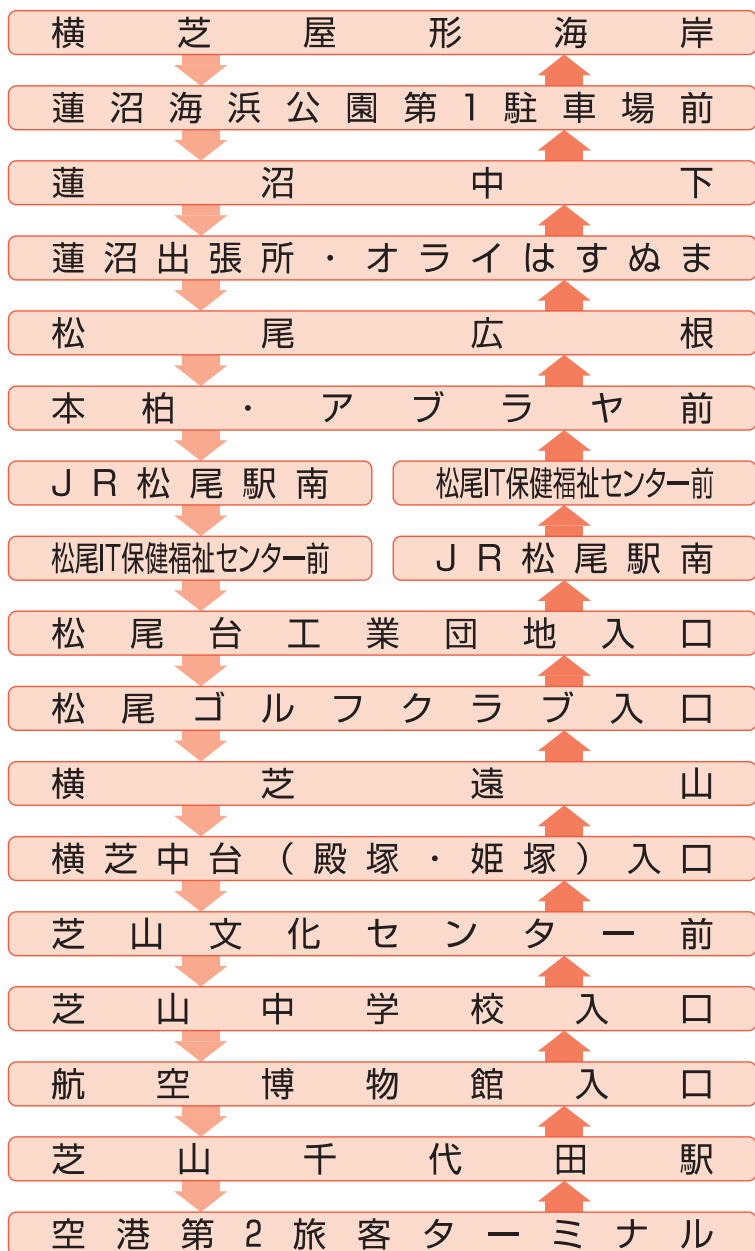 横芝屋形海岸
蓮沼海浜公園第1駐車場前
蓮沼中下
蓮沼出張所・オライはすぬま
松尾広根
本柏・アブラヤ前
JR松尾駅南
松尾IT保健福祉センター前
松尾IT保健福祉センター前
JR松尾駅南
松尾台工業団地入口
松尾ゴルフクラブ入口
横芝遠山
横芝中台(殿塚・姫塚)入口
芝山文化センター前
芝山中学校入口
航空博物館入口
芝山千代田駅
空港第2旅客ターミナル